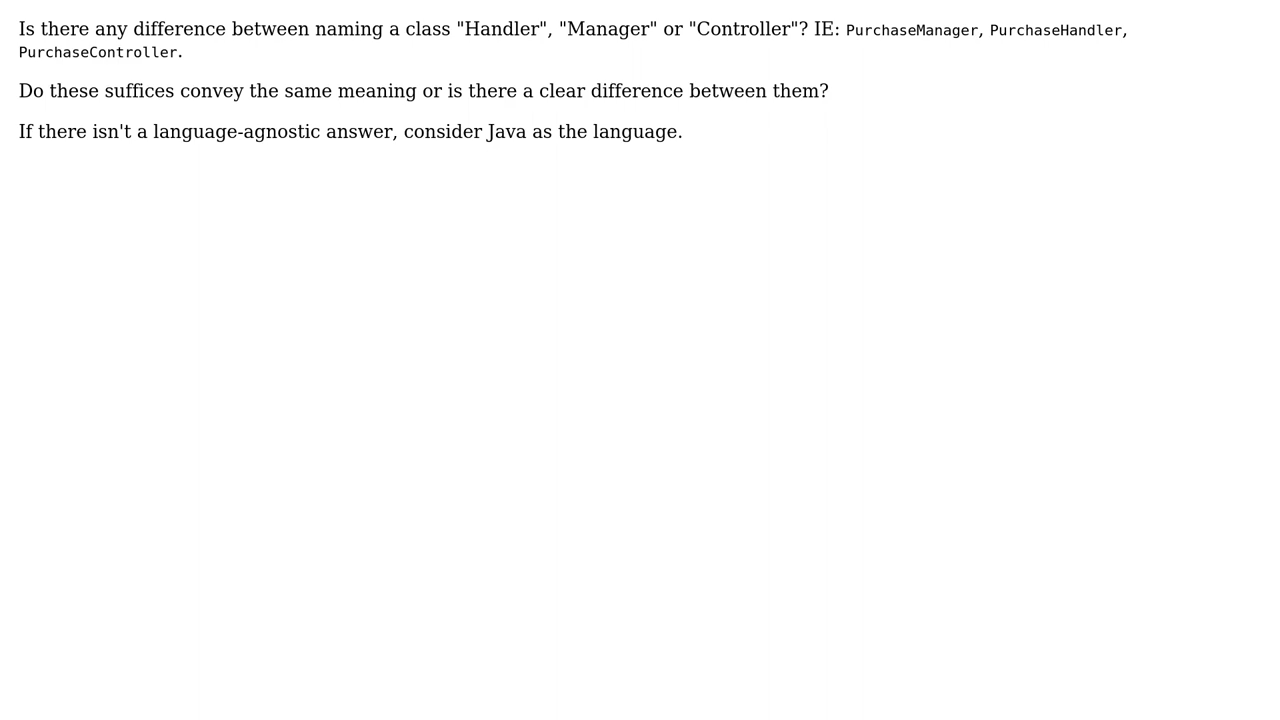 Is there any difference between naming a class "Handler", "Manager" or "Controller"? IE: PurchaseManager, PurchaseHandler,
PurchaseController.
Do these suffices convey the same meaning or is there a clear difference between them?
If there isn't a language-agnostic answer, consider Java as the language.